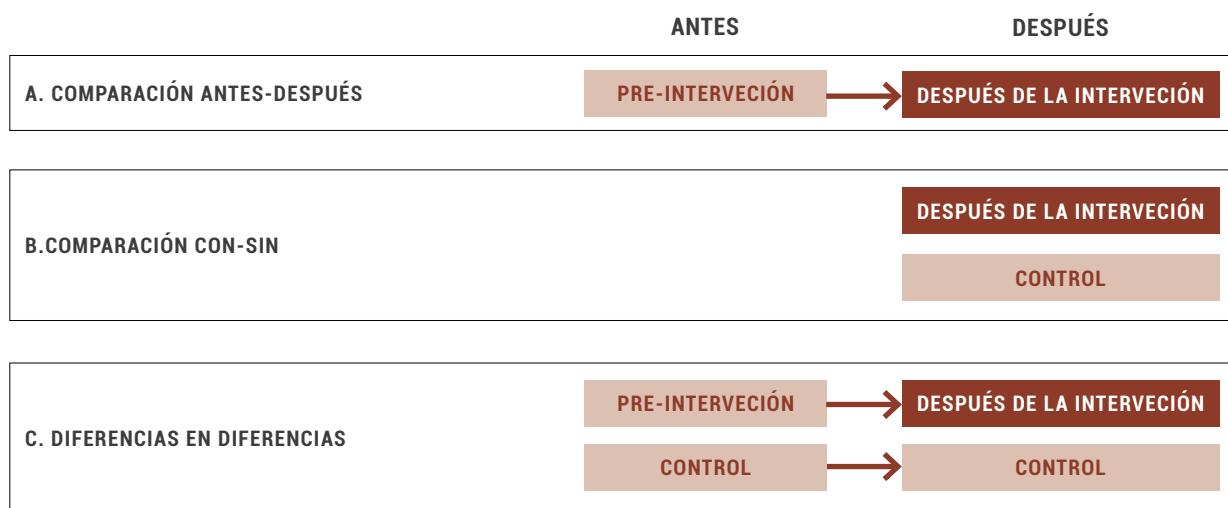 ANTES DESPUÉS
A. COMPARACIÓN ANTES-DESPUÉS PRE-INTERVECIÓN DESPUÉS DE LA INTERVECIÓN
DESPUÉS DE LA INTERVECIÓN
B.COMPARACIÓN CON-SIN
CONTROL
PRE-INTERVECIÓN DESPUÉS DE LA INTERVECIÓN
C. DIFERENCIAS EN DIFERENCIAS
CONTROL CONTROL